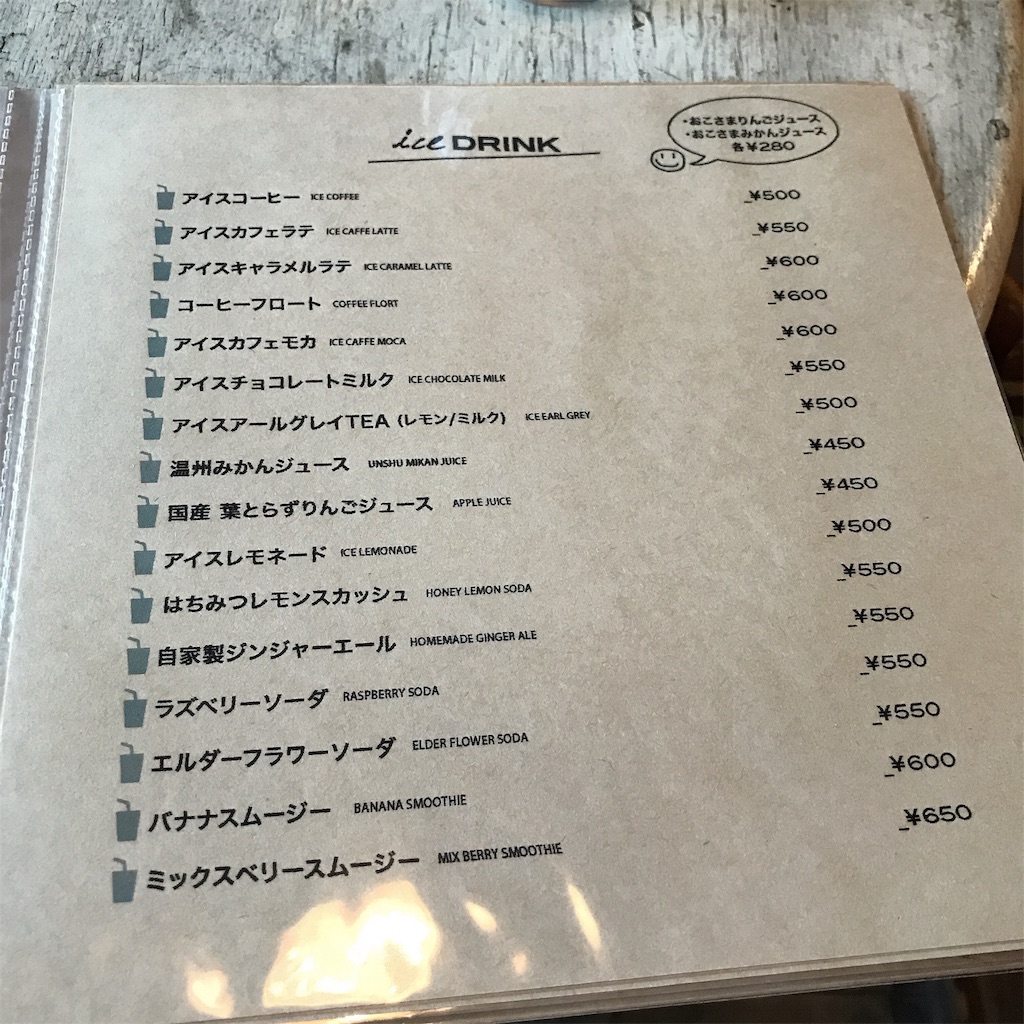 ice DRINK
・おこさまりんごジュース
・おこさまみかんジュース
各¥280
アイスコーヒー ICE COFFEE _¥500
アイスカフェラテ ICE CAFFE LATTE _¥550
アイスキャラメルラテ ICE CARAMEL LATTE _¥600
コーヒーフロート COFFEE FLORT _¥600
アイスカフェモカ ICE CAFFE MOCA _¥600
アイスチョコレートミルク ICE CHOCOLATE MILK _¥550
アイスアールグレイTEA (レモン/ミルク) ICE EARL GREY _¥500
温州みかんジュース UNSHU MIKAN JUICE _¥450
国産 葉とらずりんごジュース APPLE JUICE _¥450
アイスレモネード ICE LEMONADE _¥500
はちみつレモンスカッシュ HONEY LEMON SODA _¥550
自家製ジンジャーエール HOMEMADE GINGER ALE _¥550
ラズベリーソーダ RASPBERRY SODA _¥550
エルダーフラワーソーダ ELDER FLOWER SODA _¥550
バナナスムージー BANANA SMOOTHIE _¥600
ミックスベリースムージー MIX BERRY SMOOTHIE _¥650